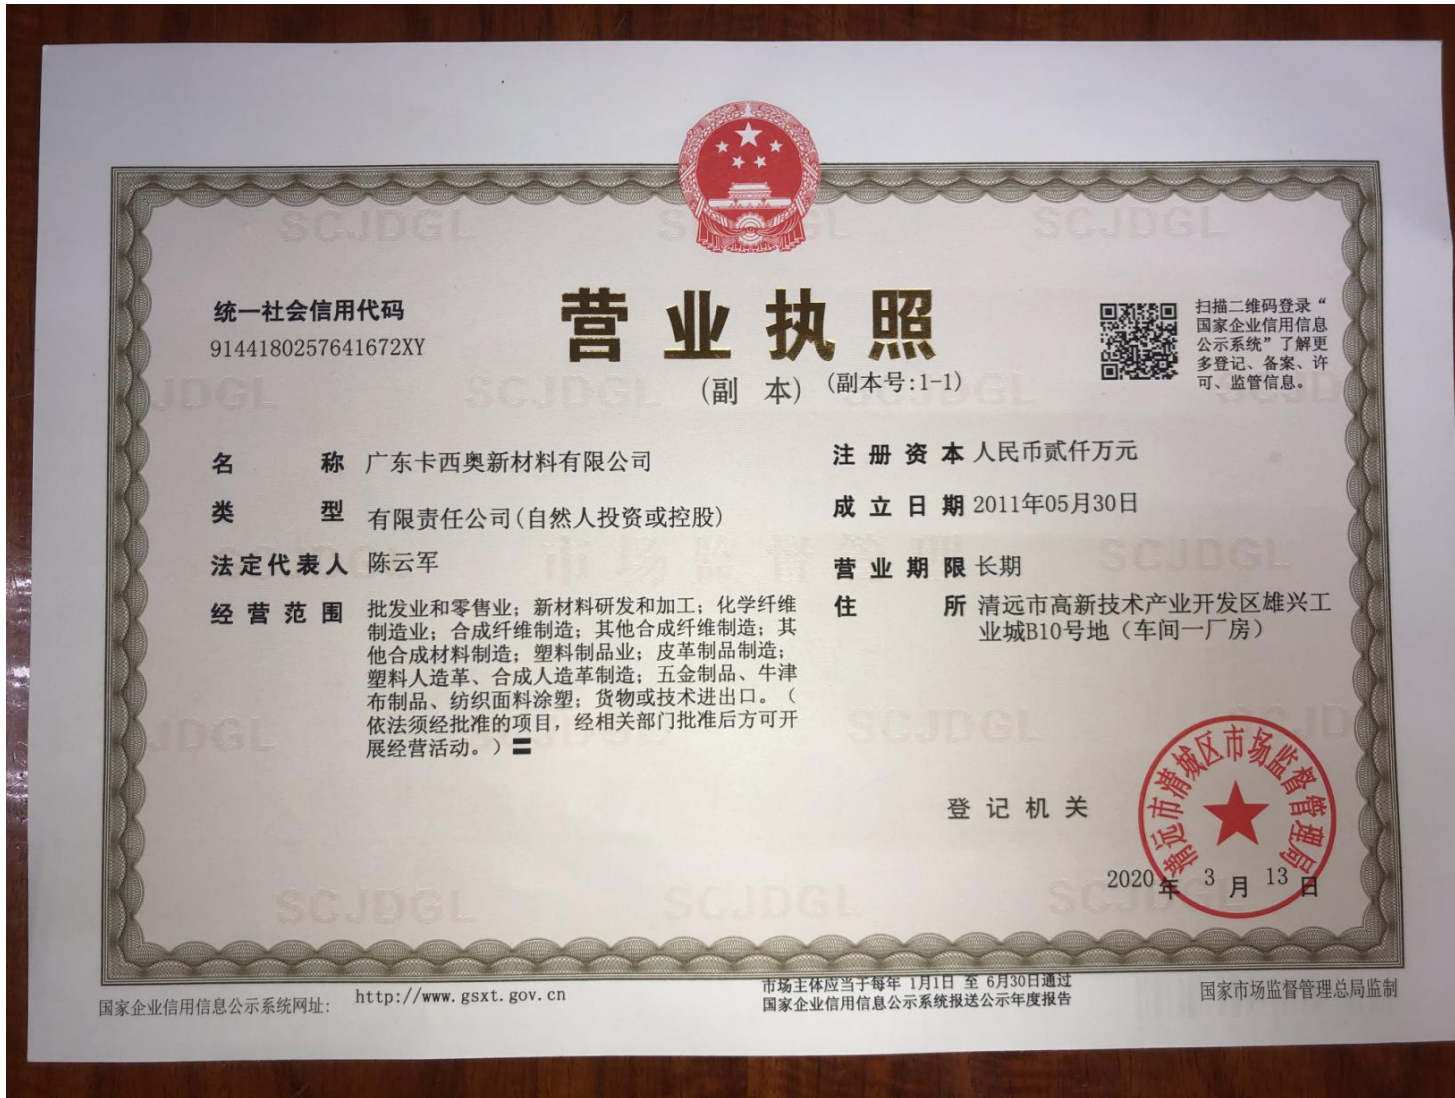 统一社会信用代码
9144180257641672XY
营业执照
(副 本) (副本号:1-1)
扫描二维码登录“
国家企业信用信息
公示系统”了解更
多登记、备案、许
可、监管信息。
名 称 广东卡西奥新材料有限公司
类 型 有限责任公司(自然人投资或控股)
法定代表人 陈云军
经营范围 批发业和零售业；新材料研发和加工；化学纤维
制造业；合成纤维制造；其他合成纤维制造；其
他合成材料制造；塑料制品业；皮革制品制造；
塑料人造革、合成人造革制造；五金制品、牛津
布制品、纺织面料涂塑；货物或技术进出口。（
依法须经批准的项目，经相关部门批准后方可开
展经营活动。）〓
注册资本 人民币贰仟万元
成立日期 2011年05月30日
营业期限 长期
住 所 清远市高新技术产业开发区雄兴工
业城B10号地（车间一厂房）
登记机关
清远市清城区市场监督管理局
2020 年 3 月 13 日
国家企业信用信息公示系统网址: http://www.gsxt.gov.cn
市场主体应当于每年 1月1日 至 6月30日通过
国家企业信用信息公示系统报送公示年度报告
国家市场监督管理总局监制
SCJDGL
市场监督管理